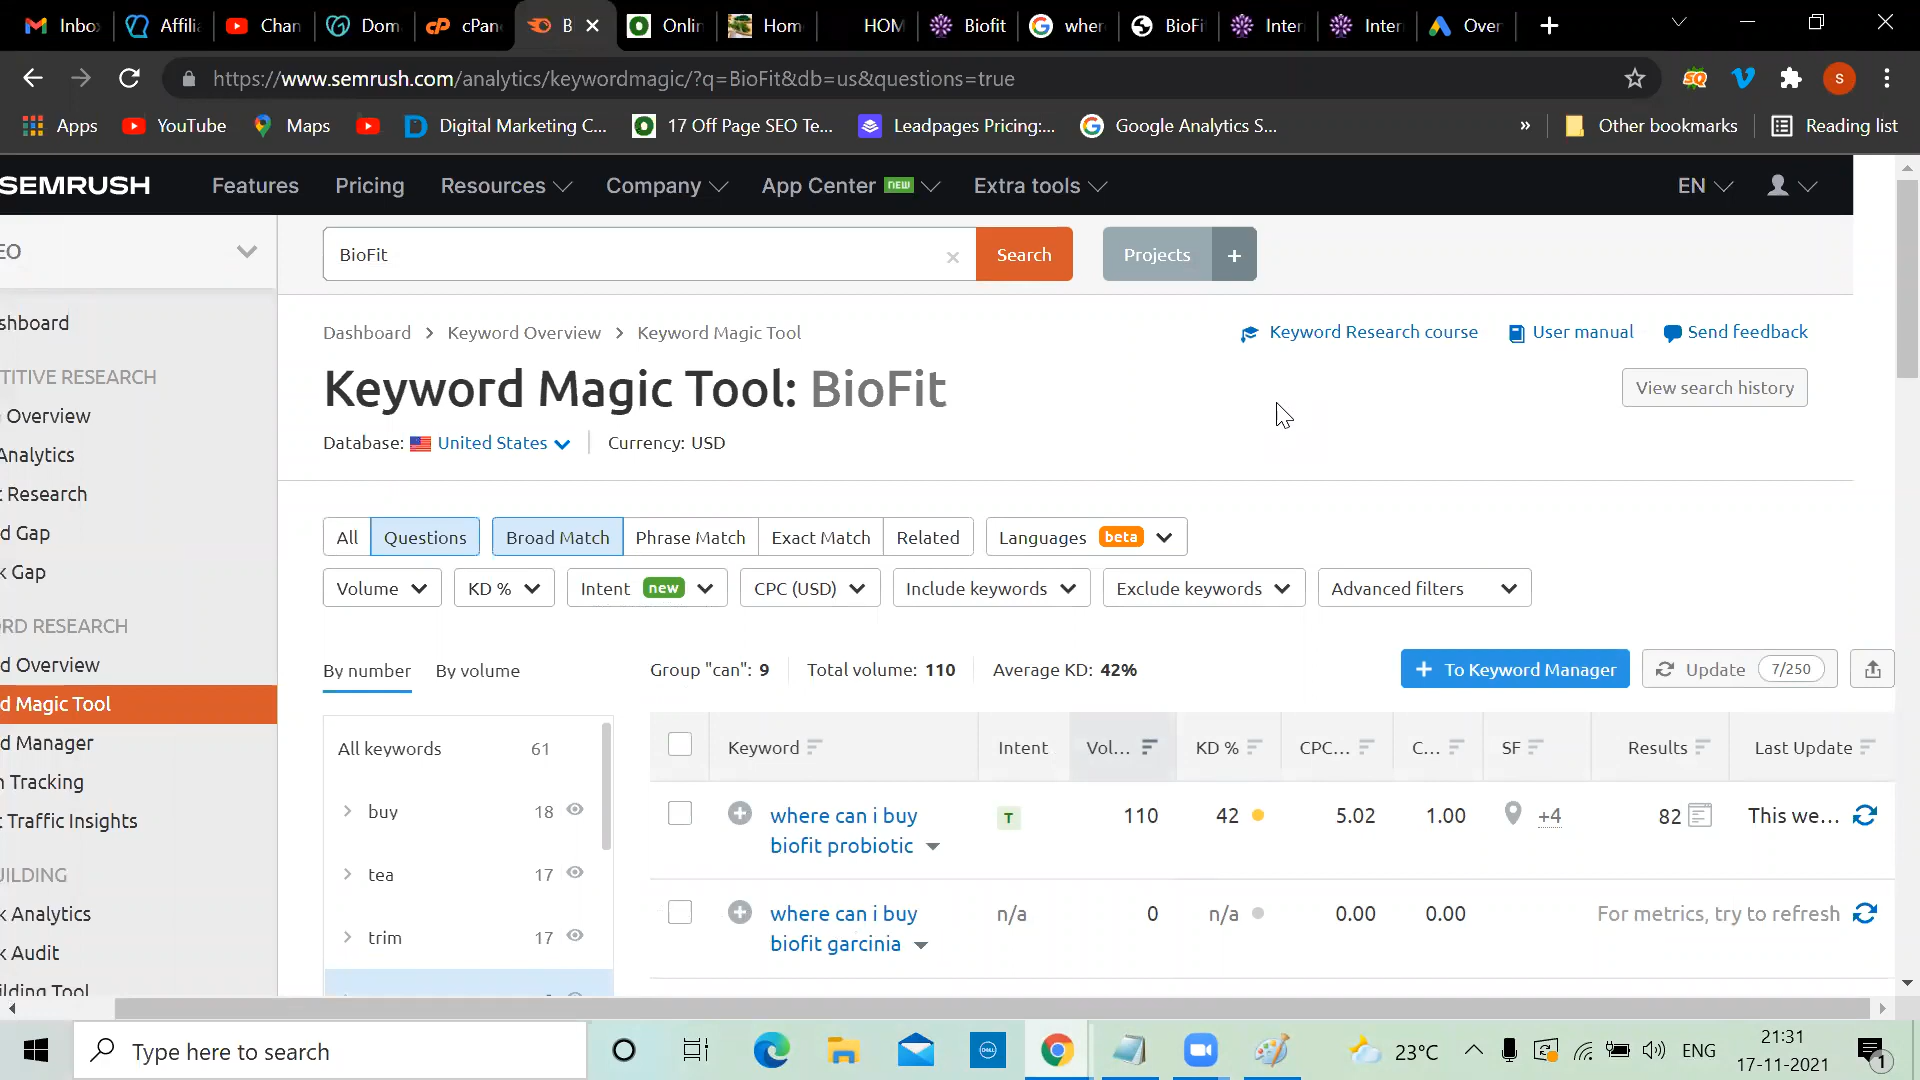 Inbo
Affilia
Chan
Dom
cPan
B
Onlin
Home
HOM
Biofit
wher
BioFi
Inter
Inter
Over
https://www.semrush.com/analytics/keywordmagic/?q=BioFit&db=us&questions=true
S
Apps
YouTube
Maps
Digital Marketing C...
17 Off Page SEO Te...
Leadpages Pricing:...
Google Analytics S...
»
Other bookmarks
Reading list
SEMRUSH
Features
Pricing
Resources
Company
App Center NEW
Extra tools
EN
EO
BioFit
Search
Projects
+
shboard
Dashboard > Keyword Overview > Keyword Magic Tool
Keyword Research course
User manual
Send feedback
TITIVE RESEARCH
Keyword Magic Tool: BioFit
View search history
Overview
Database: United States
Currency: USD
Analytics
t Research
d Gap
k Gap
All
Questions
Broad Match
Phrase Match
Exact Match
Related
Languages beta
Volume
KD %
Intent new
CPC (USD)
Include keywords
Exclude keywords
Advanced filters
RD RESEARCH
d Overview
d Magic Tool
d Manager
n Tracking
t Traffic Insights
UILDING
k Analytics
k Audit
ilding Tool
By number
By volume
Group "can": 9
Total volume: 110
Average KD: 42%
+ To Keyword Manager
Update 7/250
All keywords 61
buy 18
tea 17
trim 17
Keyword
Intent
Vol...
KD %
CPC...
C...
SF
Results
Last Update
where can i buy
biofit probiotic
T
110
42
5.02
1.00
+4
82
This we...
where can i buy
biofit garcinia
n/a
0
n/a
0.00
0.00
For metrics, try to refresh
Type here to search
DELL
23°C
ENG
21:31
17-11-2021
1